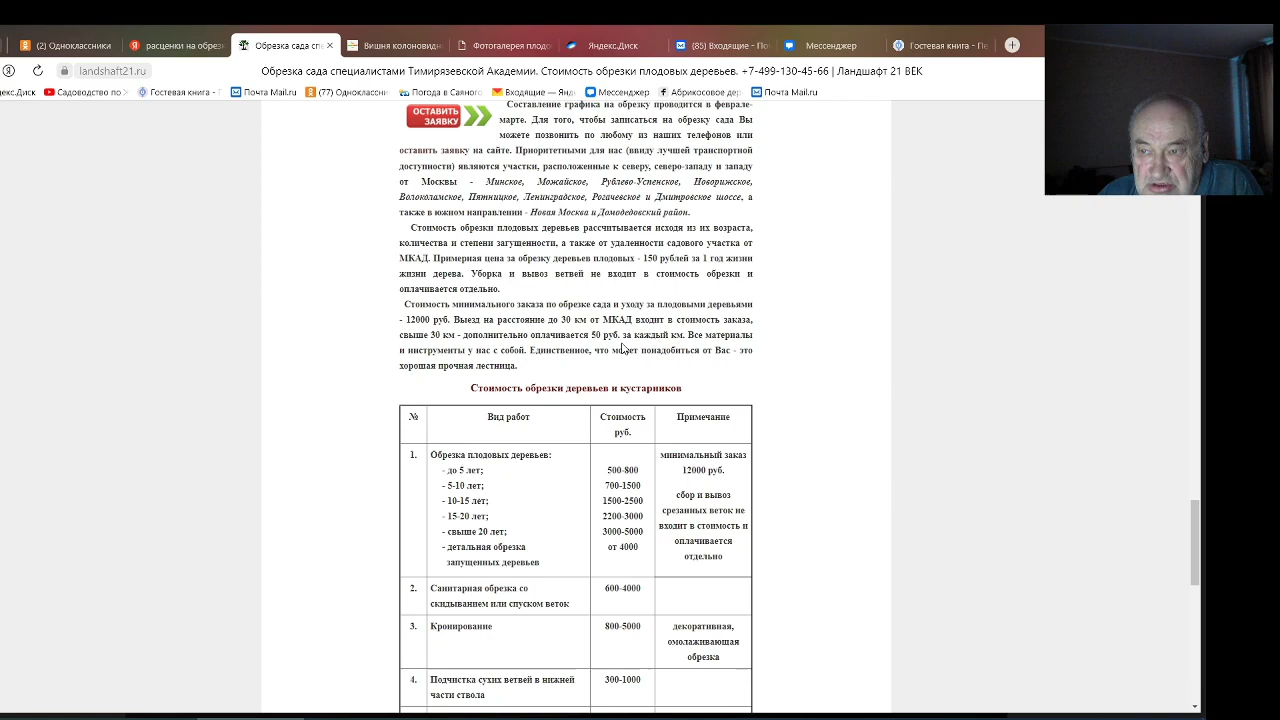 (2) Одноклассники
расценки на обрезк
Обрезка сада спе
Вишня колоновидн
Фотогалерея плодо
Яндекс.Диск
(85) Входящие - По
Мессенджер
Гостевая книга - Пе
landshaft21.ru
Обрезка сада специалистами Тимирязевской Академии. Стоимость обрезки плодовых деревьев. +7-499-130-45-66 | Ландшафт 21 ВЕК
кс.Диск
Садоводство по
Гостевая книга - Г
Почта Mail.ru
(77) Одноклассни
Погода в Саяного
Входящие — Янд
Мессенджер
Абрикосовое дер
Почта Mail.ru
ОСТАВИТЬ
ЗАЯВКУ
Составление графика на обрезку проводится в феврале-
марте. Для того, чтобы записаться на обрезку сада Вы
можете позвонить по любому из наших телефонов или
оставить заявку на сайте. Приоритетными для нас (ввиду лучшей транспортной
доступности) являются участки, расположенные к северу, северо-западу и западу
от Москвы - Минское, Можайское, Рублево-Успенское, Новорижское,
Волоколамское, Пятницкое, Ленинградское, Рогачевское и Дмитровское шоссе, а
также в южном направлении - Новая Москва и Домодедовский район.
Стоимость обрезки плодовых деревьев рассчитывается исходя из их возраста,
количества и степени загущенности, а также от удаленности садового участка от
МКАД. Примерная цена за обрезку деревьев плодовых - 150 рублей за 1 год жизни
жизни дерева. Уборка и вывоз ветвей не входит в стоимость обрезки и
оплачивается отдельно.
Стоимость минимального заказа по обрезке сада и уходу за плодовыми деревьями
- 12000 руб. Выезд на расстояние до 30 км от МКАД входит в стоимость заказа,
свыше 30 км - дополнительно оплачивается 50 руб. за каждый км. Все материалы
и инструменты у нас с собой. Единственное, что может понадобиться от Вас - это
хорошая прочная лестница.
Стоимость обрезки деревьев и кустарников
№ Вид работ Стоимость руб. Примечание
1. Обрезка плодовых деревьев: минимальный заказ
- до 5 лет; 500-800 12000 руб.
- 5-10 лет; 700-1500
- 10-15 лет; 1500-2500 сбор и вывоз
- 15-20 лет; 2200-3000 срезанных веток не
- свыше 20 лет; 3000-5000 входит в стоимость и
- детальная обрезка от 4000 оплачивается
запущенных деревьев отдельно
2. Санитарная обрезка со 600-4000
скидыванием или спуском веток
3. Кронирование 800-5000 декоративная,
омолаживающая
обрезка
4. Подчистка сухих ветвей в нижней 300-1000
части ствола